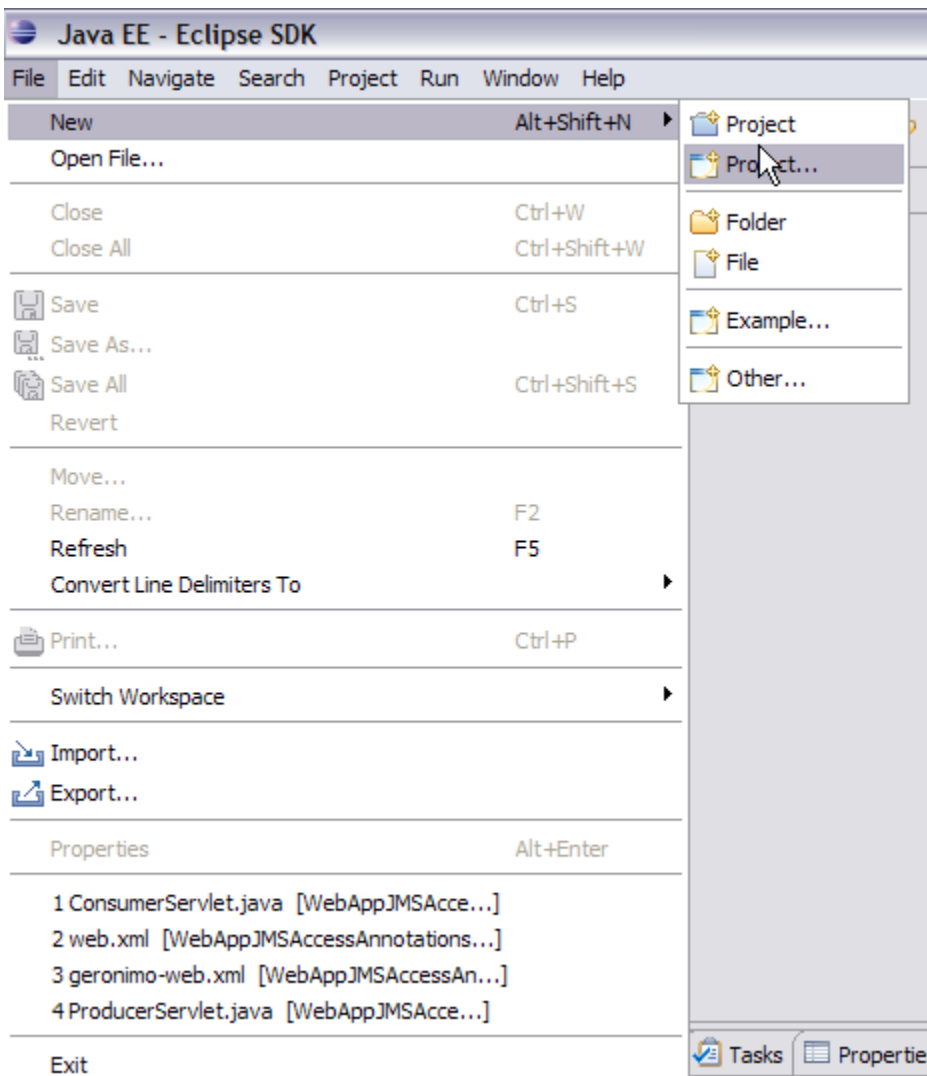 Java EE - Eclipse SDK
File Edit Navigate Search Project Run Window Help
New Alt+Shift+N
Open File...
Close Ctrl+W
Close All Ctrl+Shift+W
Save Ctrl+S
Save As...
Save All Ctrl+Shift+S
Revert
Move...
Rename... F2
Refresh F5
Convert Line Delimiters To
Print... Ctrl+P
Switch Workspace
Import...
Export...
Properties Alt+Enter
1 ConsumerServlet.java [WebAppJMSAcce...]
2 web.xml [WebAppJMSAccessAnnotations...]
3 geronimo-web.xml [WebAppJMSAccessAn...]
4 ProducerServlet.java [WebAppJMSAcce...]
Exit
Project
Project...
Folder
File
Example...
Other...
Tasks Propertie